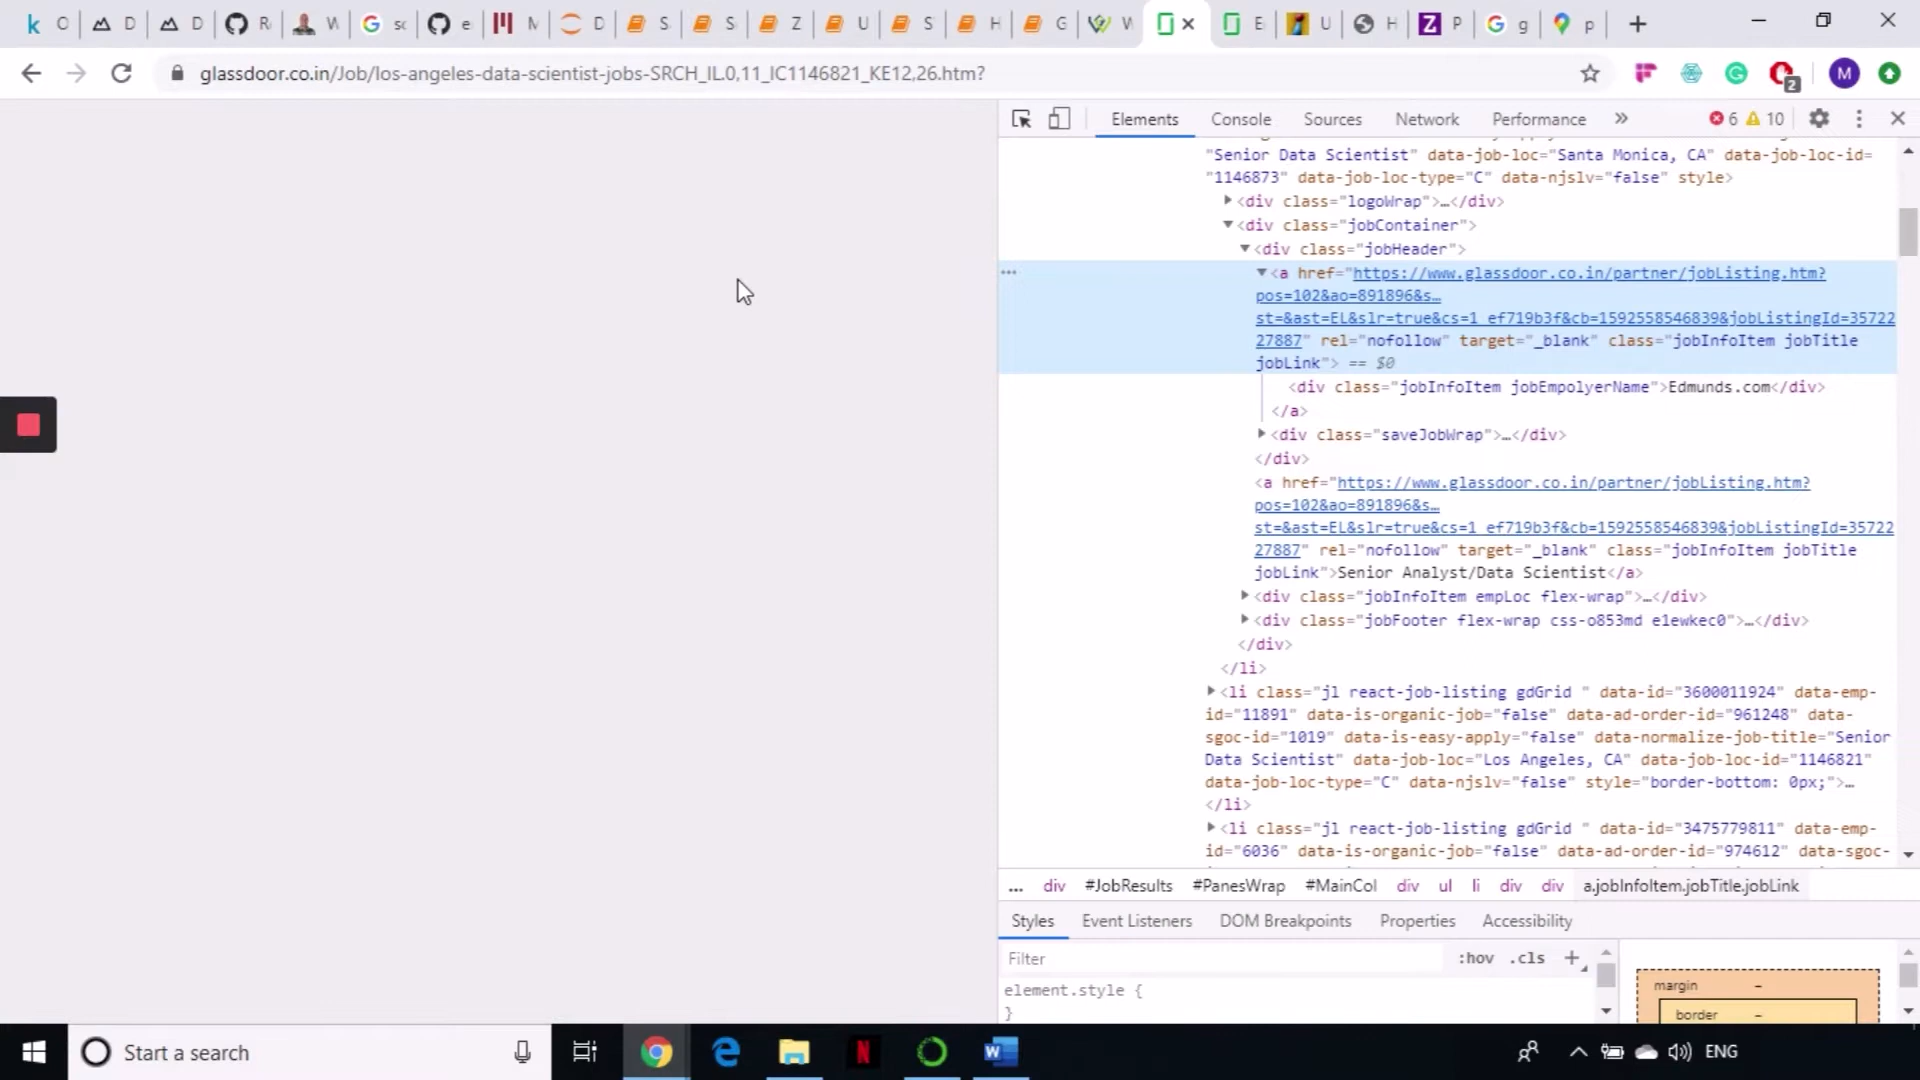 k O D D R W G sc e M D S S Z U S H G W E U H Z P G g p
glassdoor.co.in/Job/los-angeles-data-scientist-jobs-SRCH_IL.0,11_IC1146821_KE12,26.htm?
2 M
Elements Console Sources Network Performance » 6 10
"Senior Data Scientist" data-job-loc="Santa Monica, CA" data-job-loc-id=
"1146873" data-job-loc-type="C" data-njslv="false" style>
<div class="logoWrap">…</div>
<div class="jobContainer">
<div class="jobHeader">
<a href="https://www.glassdoor.co.in/partner/jobListing.htm?
pos=102&ao=891896&s…
st=&ast=EL&slr=true&cs=1_ef719b3f&cb=1592558546839&jobListingId=35722
27887" rel="nofollow" target="_blank" class="jobInfoItem jobTitle
jobLink"> == $0
<div class="jobInfoItem jobEmpolyerName">Edmunds.com</div>
</a>
<div class="saveJobWrap">…</div>
</div>
<a href="https://www.glassdoor.co.in/partner/jobListing.htm?
pos=102&ao=891896&s…
st=&ast=EL&slr=true&cs=1_ef719b3f&cb=1592558546839&jobListingId=35722
27887" rel="nofollow" target="_blank" class="jobInfoItem jobTitle
jobLink">Senior Analyst/Data Scientist</a>
<div class="jobInfoItem empLoc flex-wrap">…</div>
<div class="jobFooter flex-wrap css-o853md e1ewkec0">…</div>
</div>
</li>
<li class="jl react-job-listing gdGrid " data-id="3600011924" data-emp-
id="11891" data-is-organic-job="false" data-ad-order-id="961248" data-
sgoc-id="1019" data-is-easy-apply="false" data-normalize-job-title="Senior
Data Scientist" data-job-loc="Los Angeles, CA" data-job-loc-id="1146821"
data-job-loc-type="C" data-njslv="false" style="border-bottom: 0px;">…
</li>
<li class="jl react-job-listing gdGrid " data-id="3475779811" data-emp-
id="6036" data-is-organic-job="false" data-ad-order-id="974612" data-sgoc-
... div #JobResults #PanesWrap #MainCol div ul li div div a.jobInfoItem.jobTitle.jobLink
Styles Event Listeners DOM Breakpoints Properties Accessibility
Filter :hov .cls +
element.style {
}
margin -
border -
Start a search
ENG